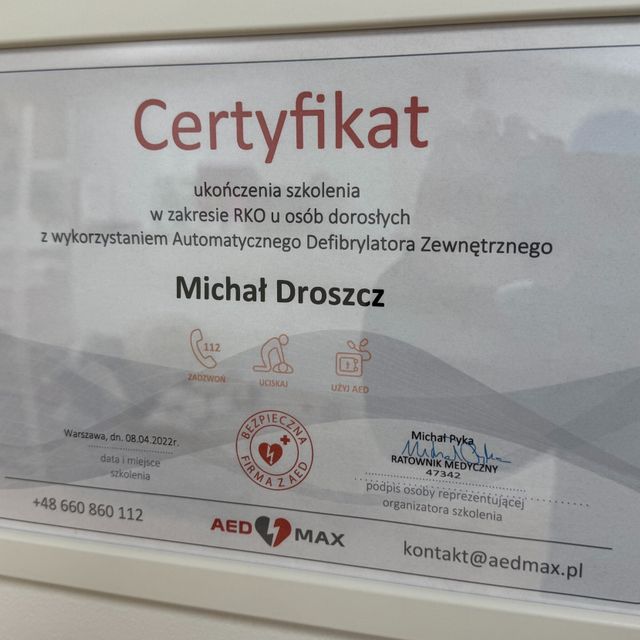 Certyfikat
ukończenia szkolenia
w zakresie RKO u osób dorosłych
z wykorzystaniem Automatycznego Defibrylatora Zewnętrznego
Michał Droszcz
112
ZADZWOŃ
UCISKAJ
UŻYJ AED
Warszawa, dn. 08.04.2022r.
data i miejsce
szkolenia
BEZPIECZNA
FIRMA Z AED
Michał Pyka
RATOWNIK MEDYCZNY
47342
podpis osoby reprezentującej
organizatora szkolenia
+48 660 860 112
AED MAX
kontakt@aedmax.pl